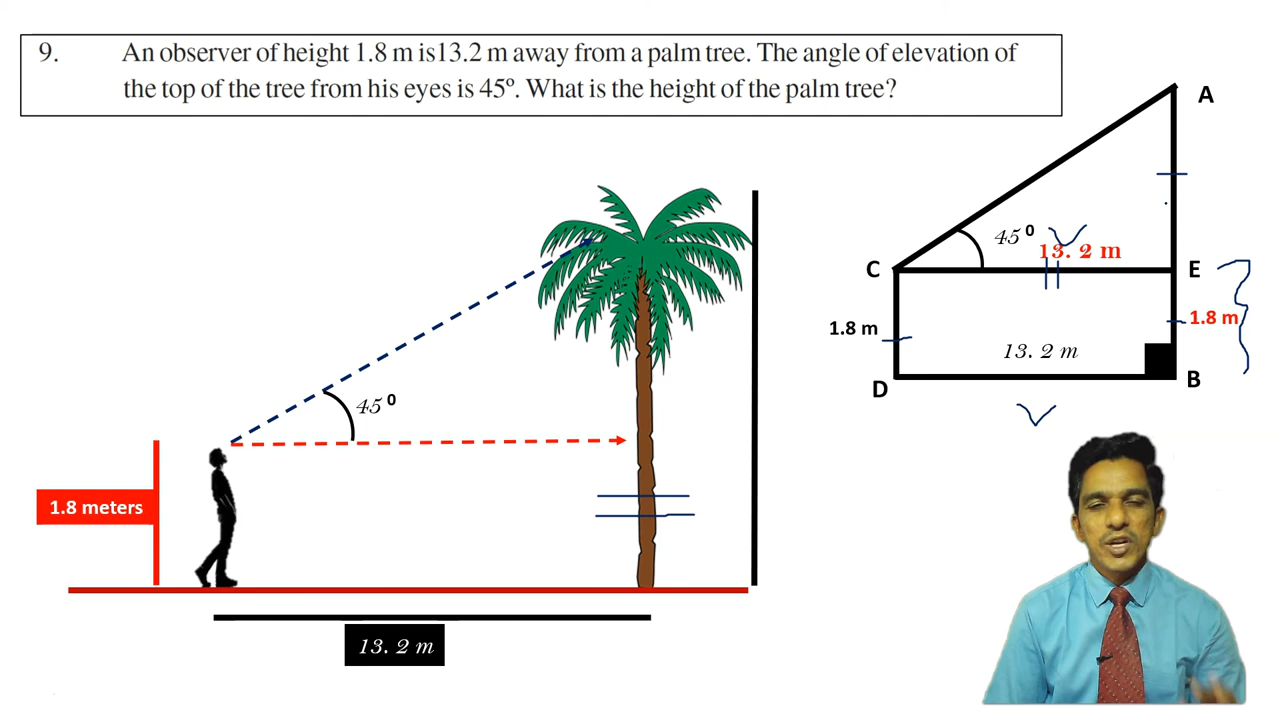 9. An observer of height 1.8 m is13.2 m away from a palm tree. The angle of elevation of
the top of the tree from his eyes is 45º. What is the height of the palm tree?
A
45⁰
13. 2 m
C
E
1.8 m
1.8 m
13. 2 m
D
B
45⁰
1.8 meters
13. 2 m